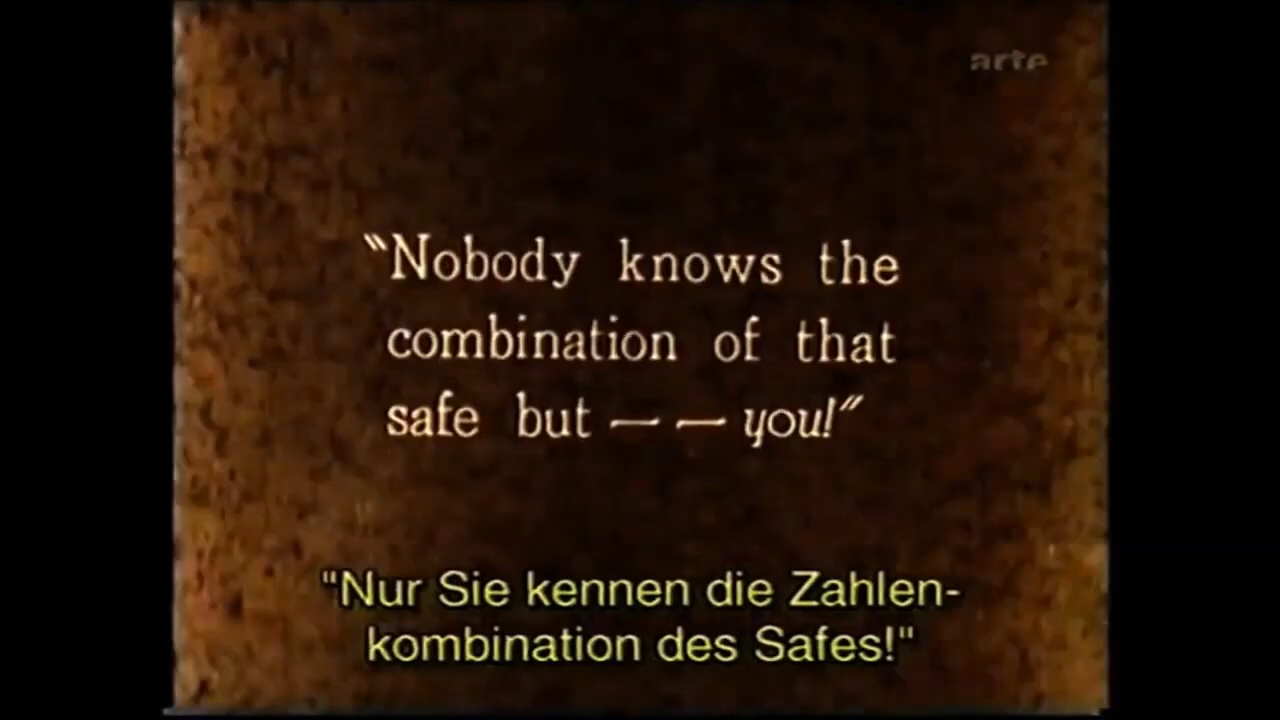 arte
“Nobody knows the
combination of that
safe but — — you!”
"Nur Sie kennen die Zahlen-
kombination des Safes!"